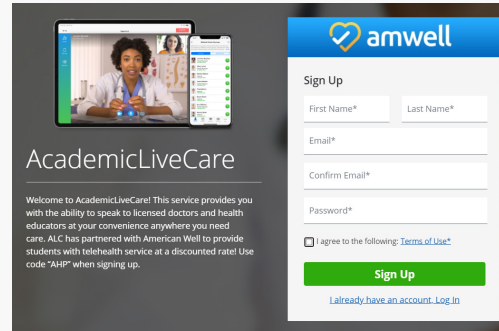 amwell
AcademicLiveCare
Welcome to AcademicLiveCare! This service provides you
with the ability to speak to licensed doctors and health
educators at your convenience anywhere you need
care. ALC has partnered with American Well to provide
students with telehealth service at a discounted rate! Use
code "AHP" when signing up.
Sign Up
First Name*
Last Name*
Email*
Confirm Email*
Password*
I agree to the following: Terms of Use*
Sign Up
I already have an account, Log In